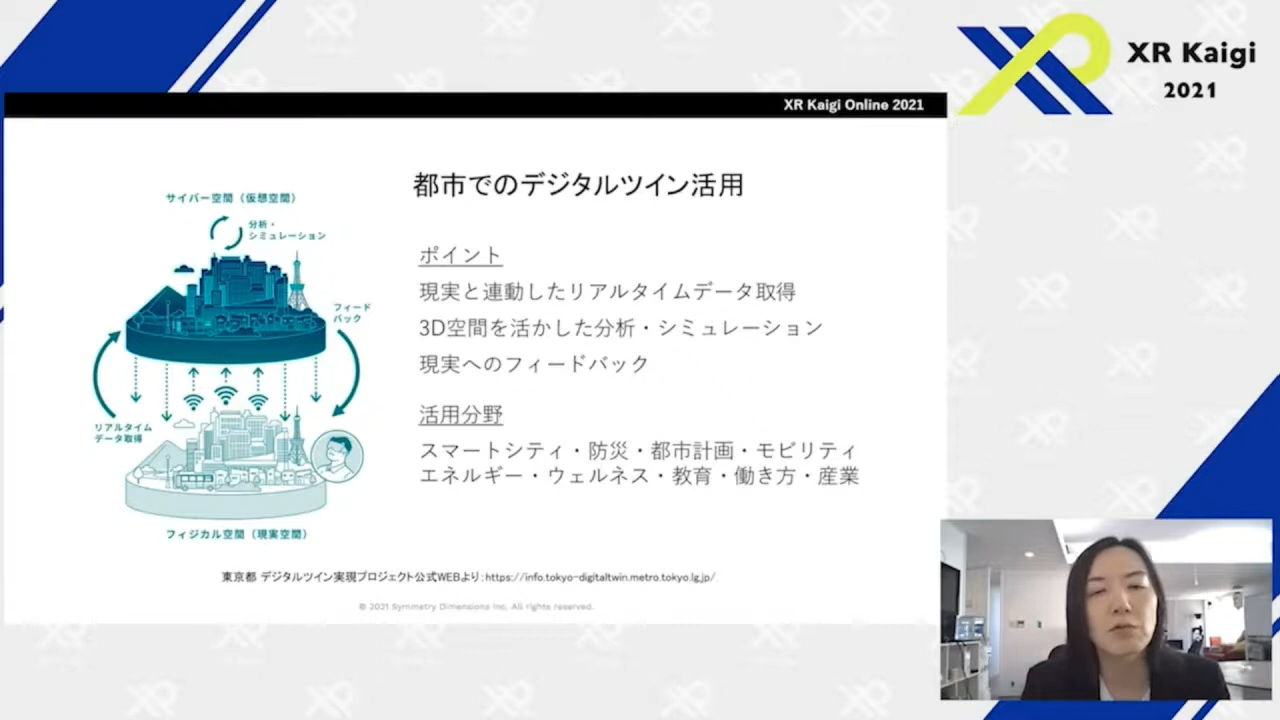 XR Kaigi
2021
XR Kaigi Online 2021
都市でのデジタルツイン活用
サイバー空間（仮想空間）
分析・
シミュレーション
フィード
バック
リアルタイム
データ取得
フィジカル空間（現実空間）
ポイント
現実と連動したリアルタイムデータ取得
3D空間を活かした分析・シミュレーション
現実へのフィードバック
活用分野
スマートシティ・防災・都市計画・モビリティ
エネルギー・ウェルネス・教育・働き方・産業
東京都 デジタルツイン実現プロジェクト公式WEBより：https://info.tokyo-digitaltwin.metro.tokyo.lg.jp/
© 2021 Symmetry Dimensions Inc. All rights reserved.